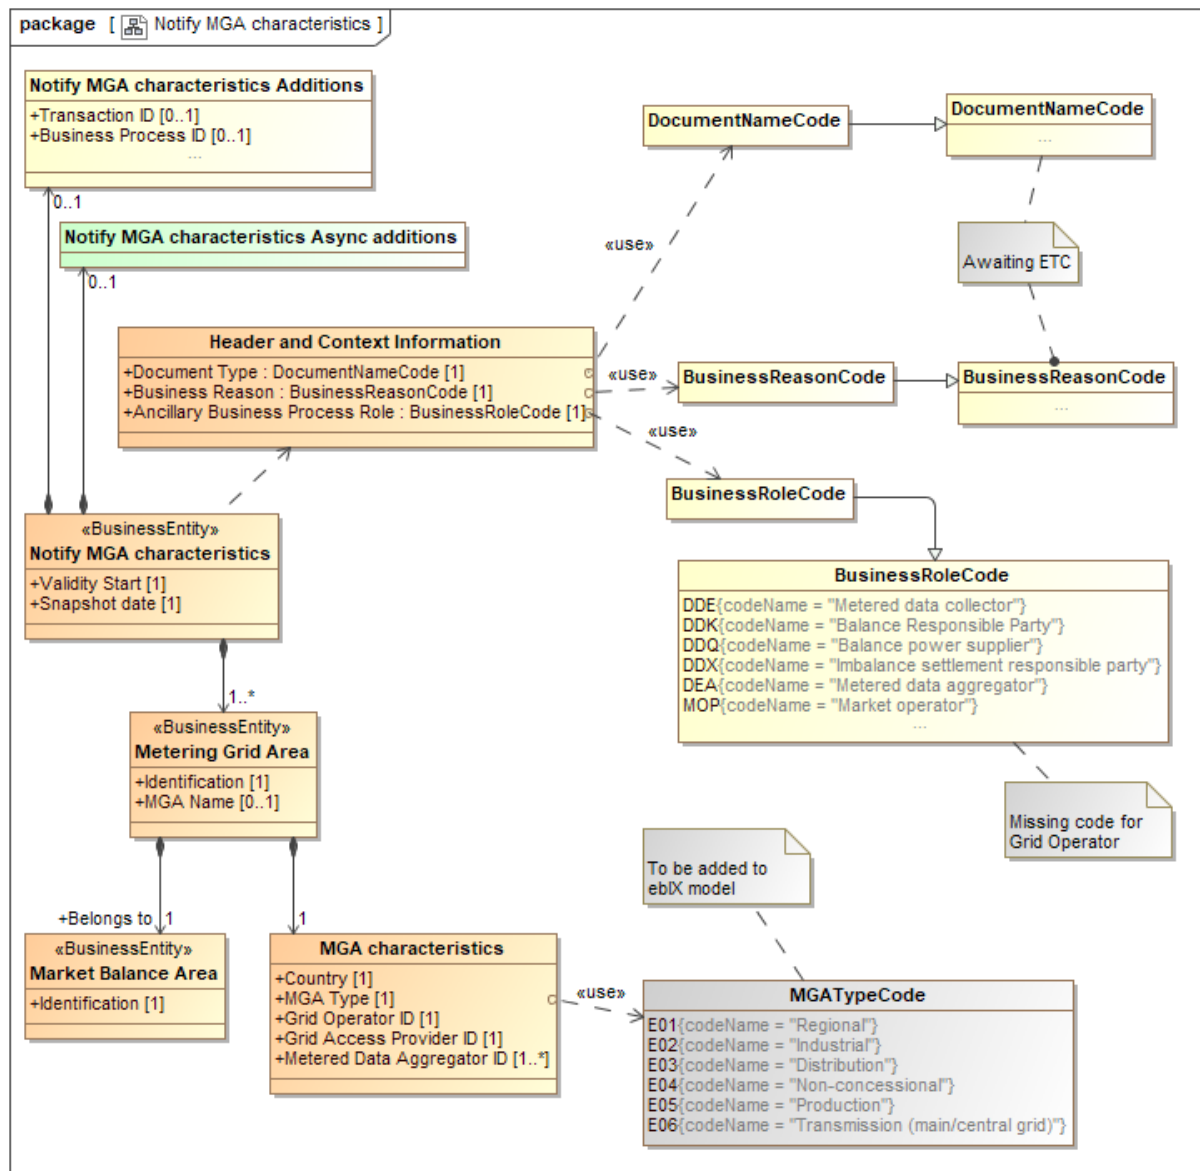 package [ Notify MGA characteristics ]
Notify MGA characteristics Additions
+Transaction ID [0..1]
+Business Process ID [0..1]
...
0..1
Notify MGA characteristics Async additions
0..1
DocumentNameCode
DocumentNameCode
...
«use»
Awaiting ETC
Header and Context Information
+Document Type : DocumentNameCode [1]
+Business Reason : BusinessReasonCode [1]
+Ancillary Business Process Role : BusinessRoleCode [1]
«use»
BusinessReasonCode
BusinessReasonCode
...
«use»
BusinessRoleCode
«BusinessEntity»
Notify MGA characteristics
+Validity Start [1]
+Snapshot date [1]
BusinessRoleCode
DDE{codeName = "Metered data collector"}
DDK{codeName = "Balance Responsible Party"}
DDQ{codeName = "Balance power supplier"}
DDX{codeName = "Imbalance settlement responsible party"}
DEA{codeName = "Metered data aggregator"}
MOP{codeName = "Market operator"}
...
1..*
«BusinessEntity»
Metering Grid Area
+Identification [1]
+MGA Name [0..1]
Missing code for
Grid Operator
To be added to
ebIX model
+Belongs to
1
1
«BusinessEntity»
Market Balance Area
+Identification [1]
MGA characteristics
+Country [1]
+MGA Type [1]
+Grid Operator ID [1]
+Grid Access Provider ID [1]
+Metered Data Aggregator ID [1..*]
«use»
MGATypeCode
E01{codeName = "Regional"}
E02{codeName = "Industrial"}
E03{codeName = "Distribution"}
E04{codeName = "Non-concessional"}
E05{codeName = "Production"}
E06{codeName = "Transmission (main/central grid)"}